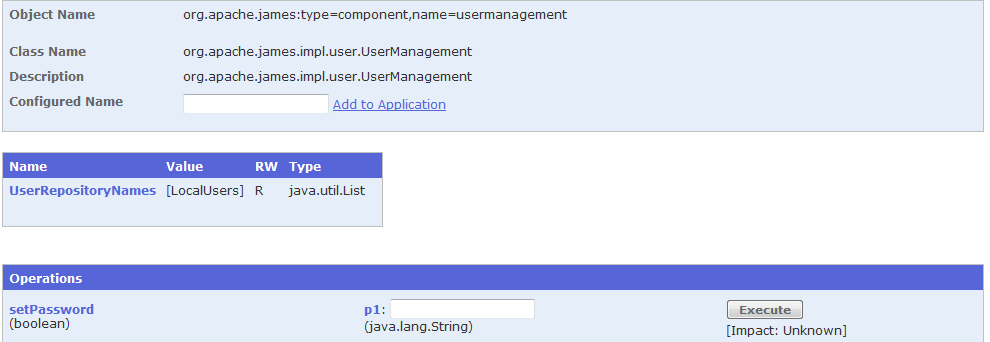 Object Name org.apache.james:type=component,name=usermanagement
Class Name org.apache.james.impl.user.UserManagement
Description org.apache.james.impl.user.UserManagement
Configured Name Add to Application
Name Value RW Type
UserRepositoryNames [LocalUsers] R java.util.List
Operations
setPassword p1: Execute
(boolean) (java.lang.String) [Impact: Unknown]